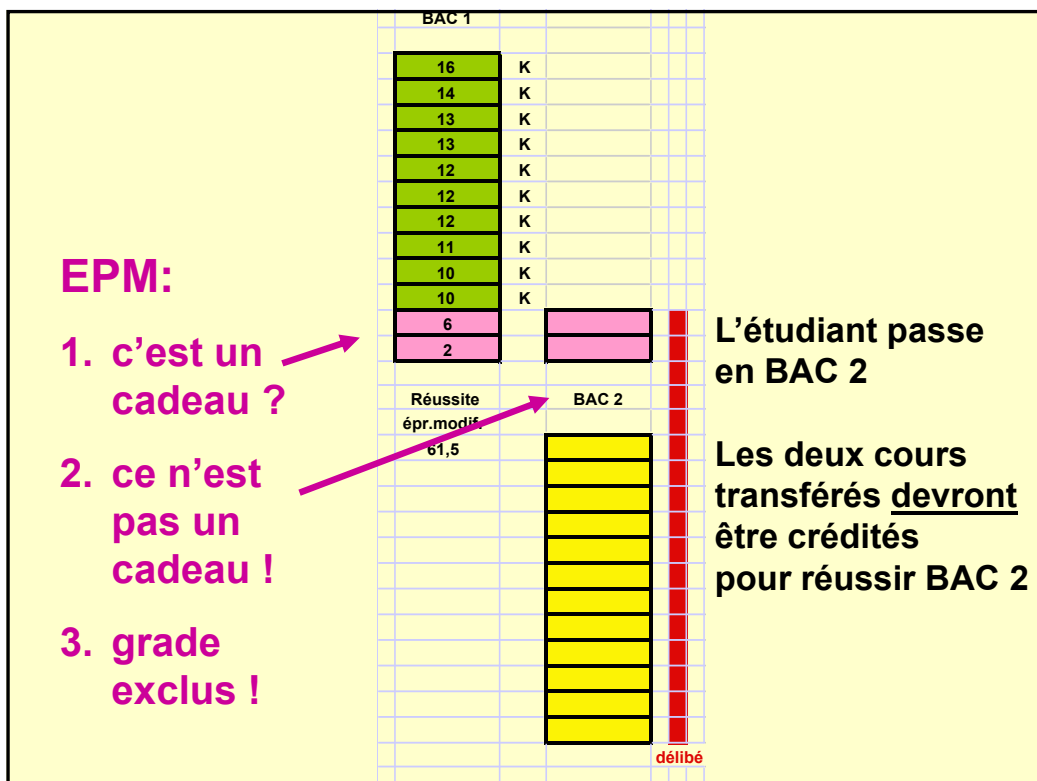 BAC 1
16 K
14 K
13 K
13 K
12 K
12 K
12 K
11 K
10 K
10 K
6
2
Réussite
épr.modif.
61,5
BAC 2
délibé
EPM:
1. c'est un
cadeau ?
2. ce n'est
pas un
cadeau !
3. grade
exclus !
L'étudiant passe
en BAC 2
Les deux cours
transférés devront
être crédités
pour réussir BAC 2